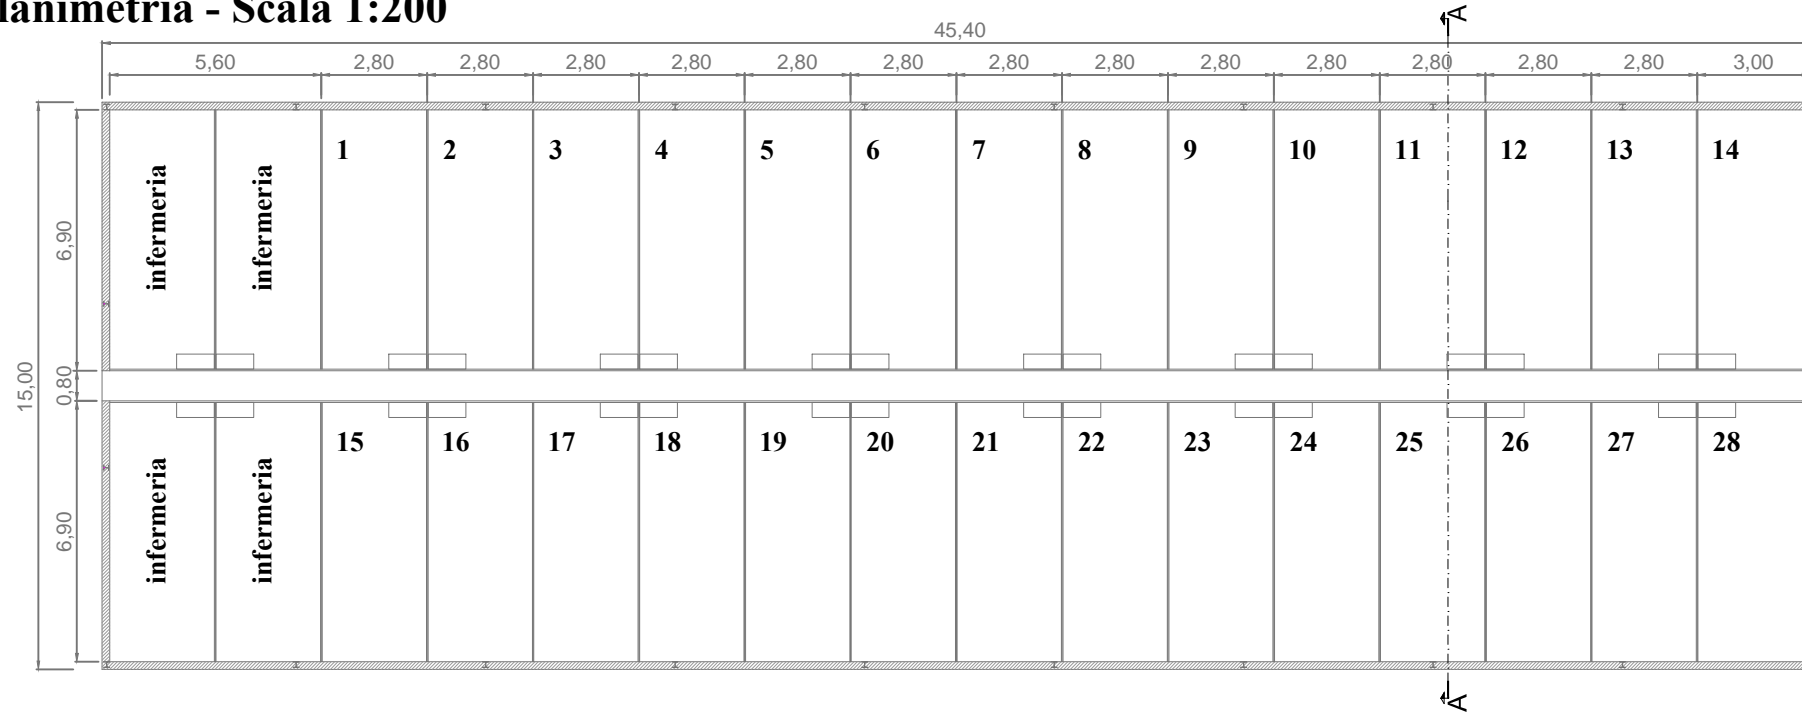 lanimetria - Scala 1:200
A
45,40
5,60 2,80 2,80 2,80 2,80 2,80 2,80 2,80 2,80 2,80 2,80 2,80 2,80 2,80 3,00
1 2 3 4 5 6 7 8 9 10 11 12 13 14
infermeria infermeria
6,90
15,00
0,80
15 16 17 18 19 20 21 22 23 24 25 26 27 28
infermeria infermeria
6,90
A